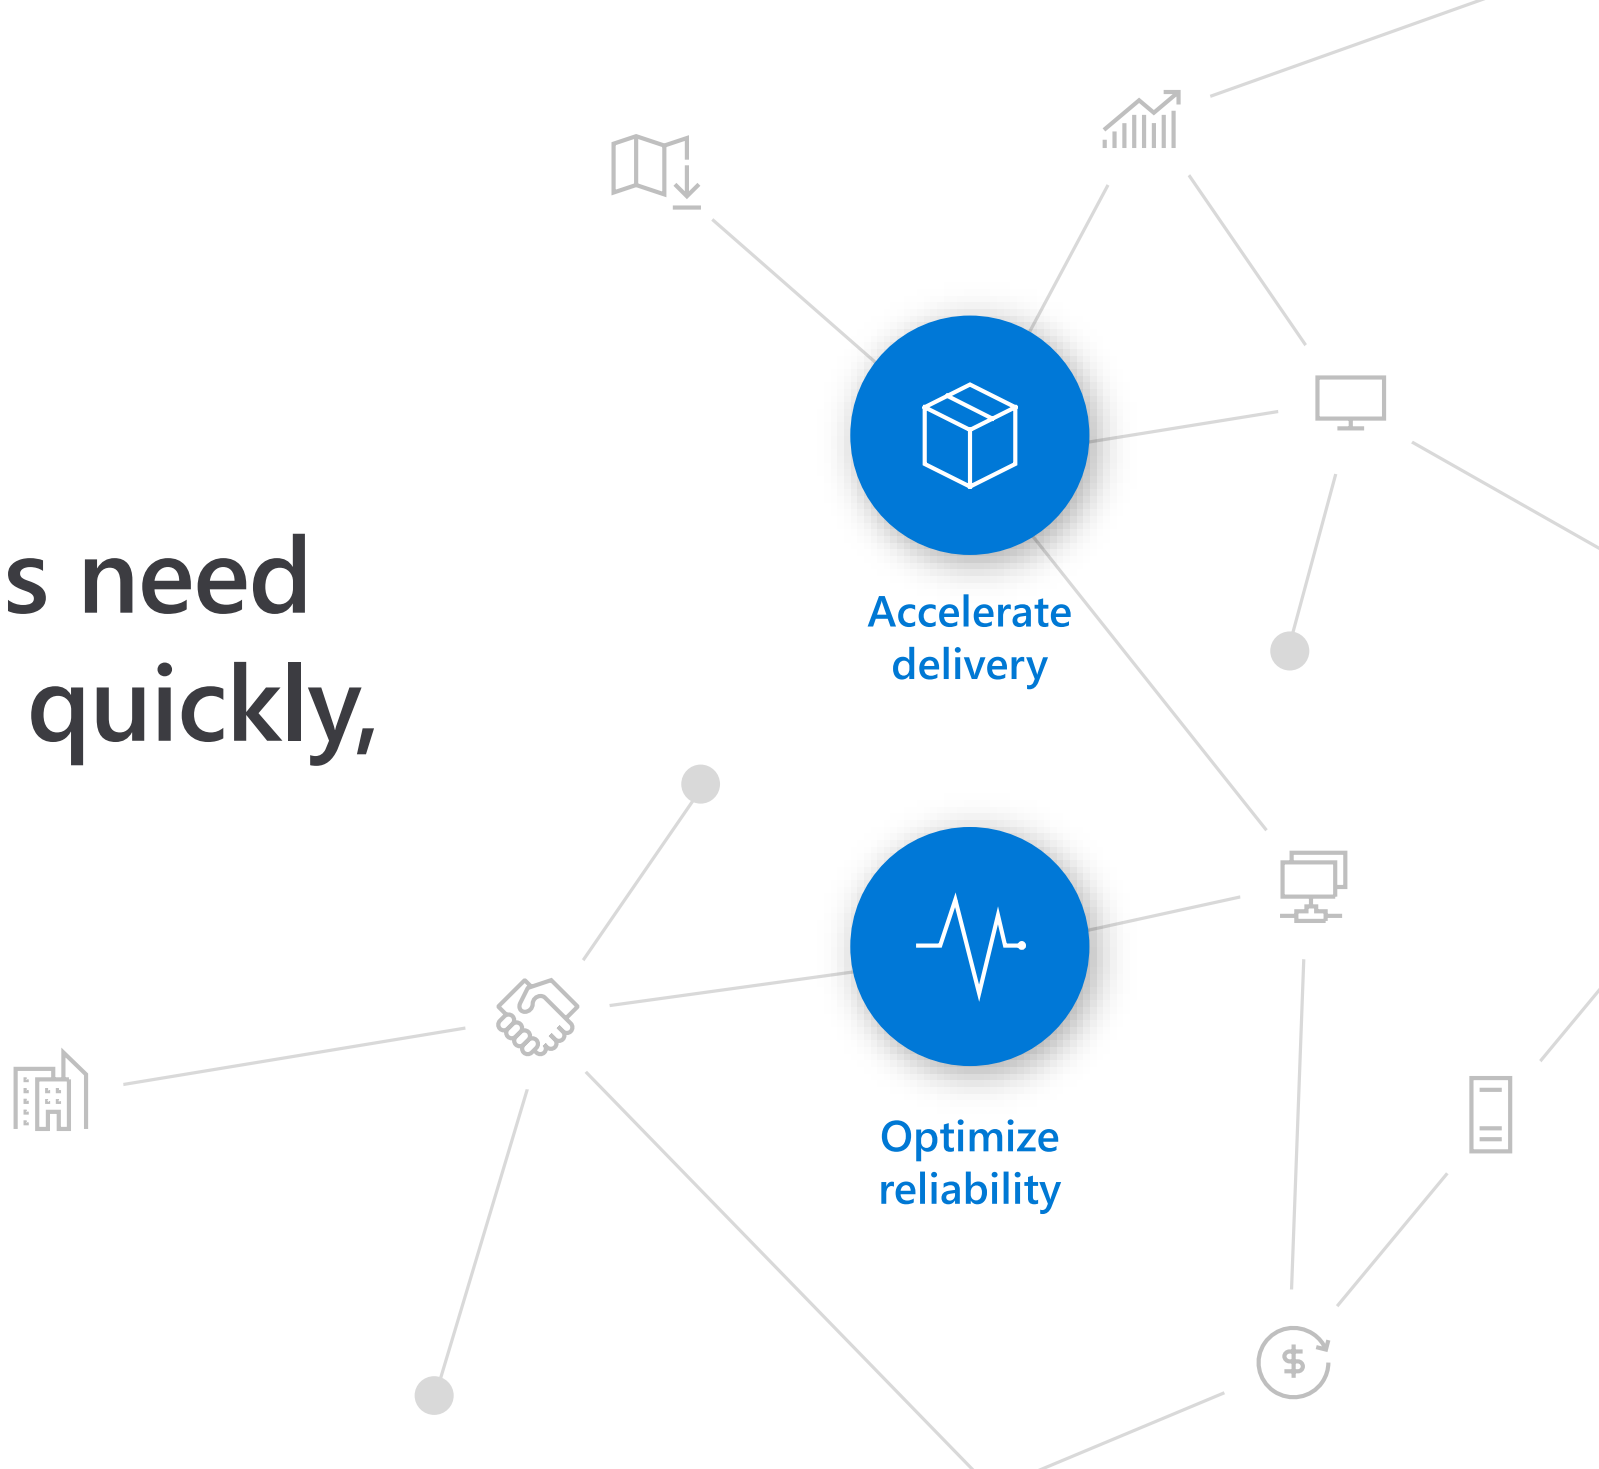 s need
quickly,
Accelerate
delivery
Optimize
reliability
$